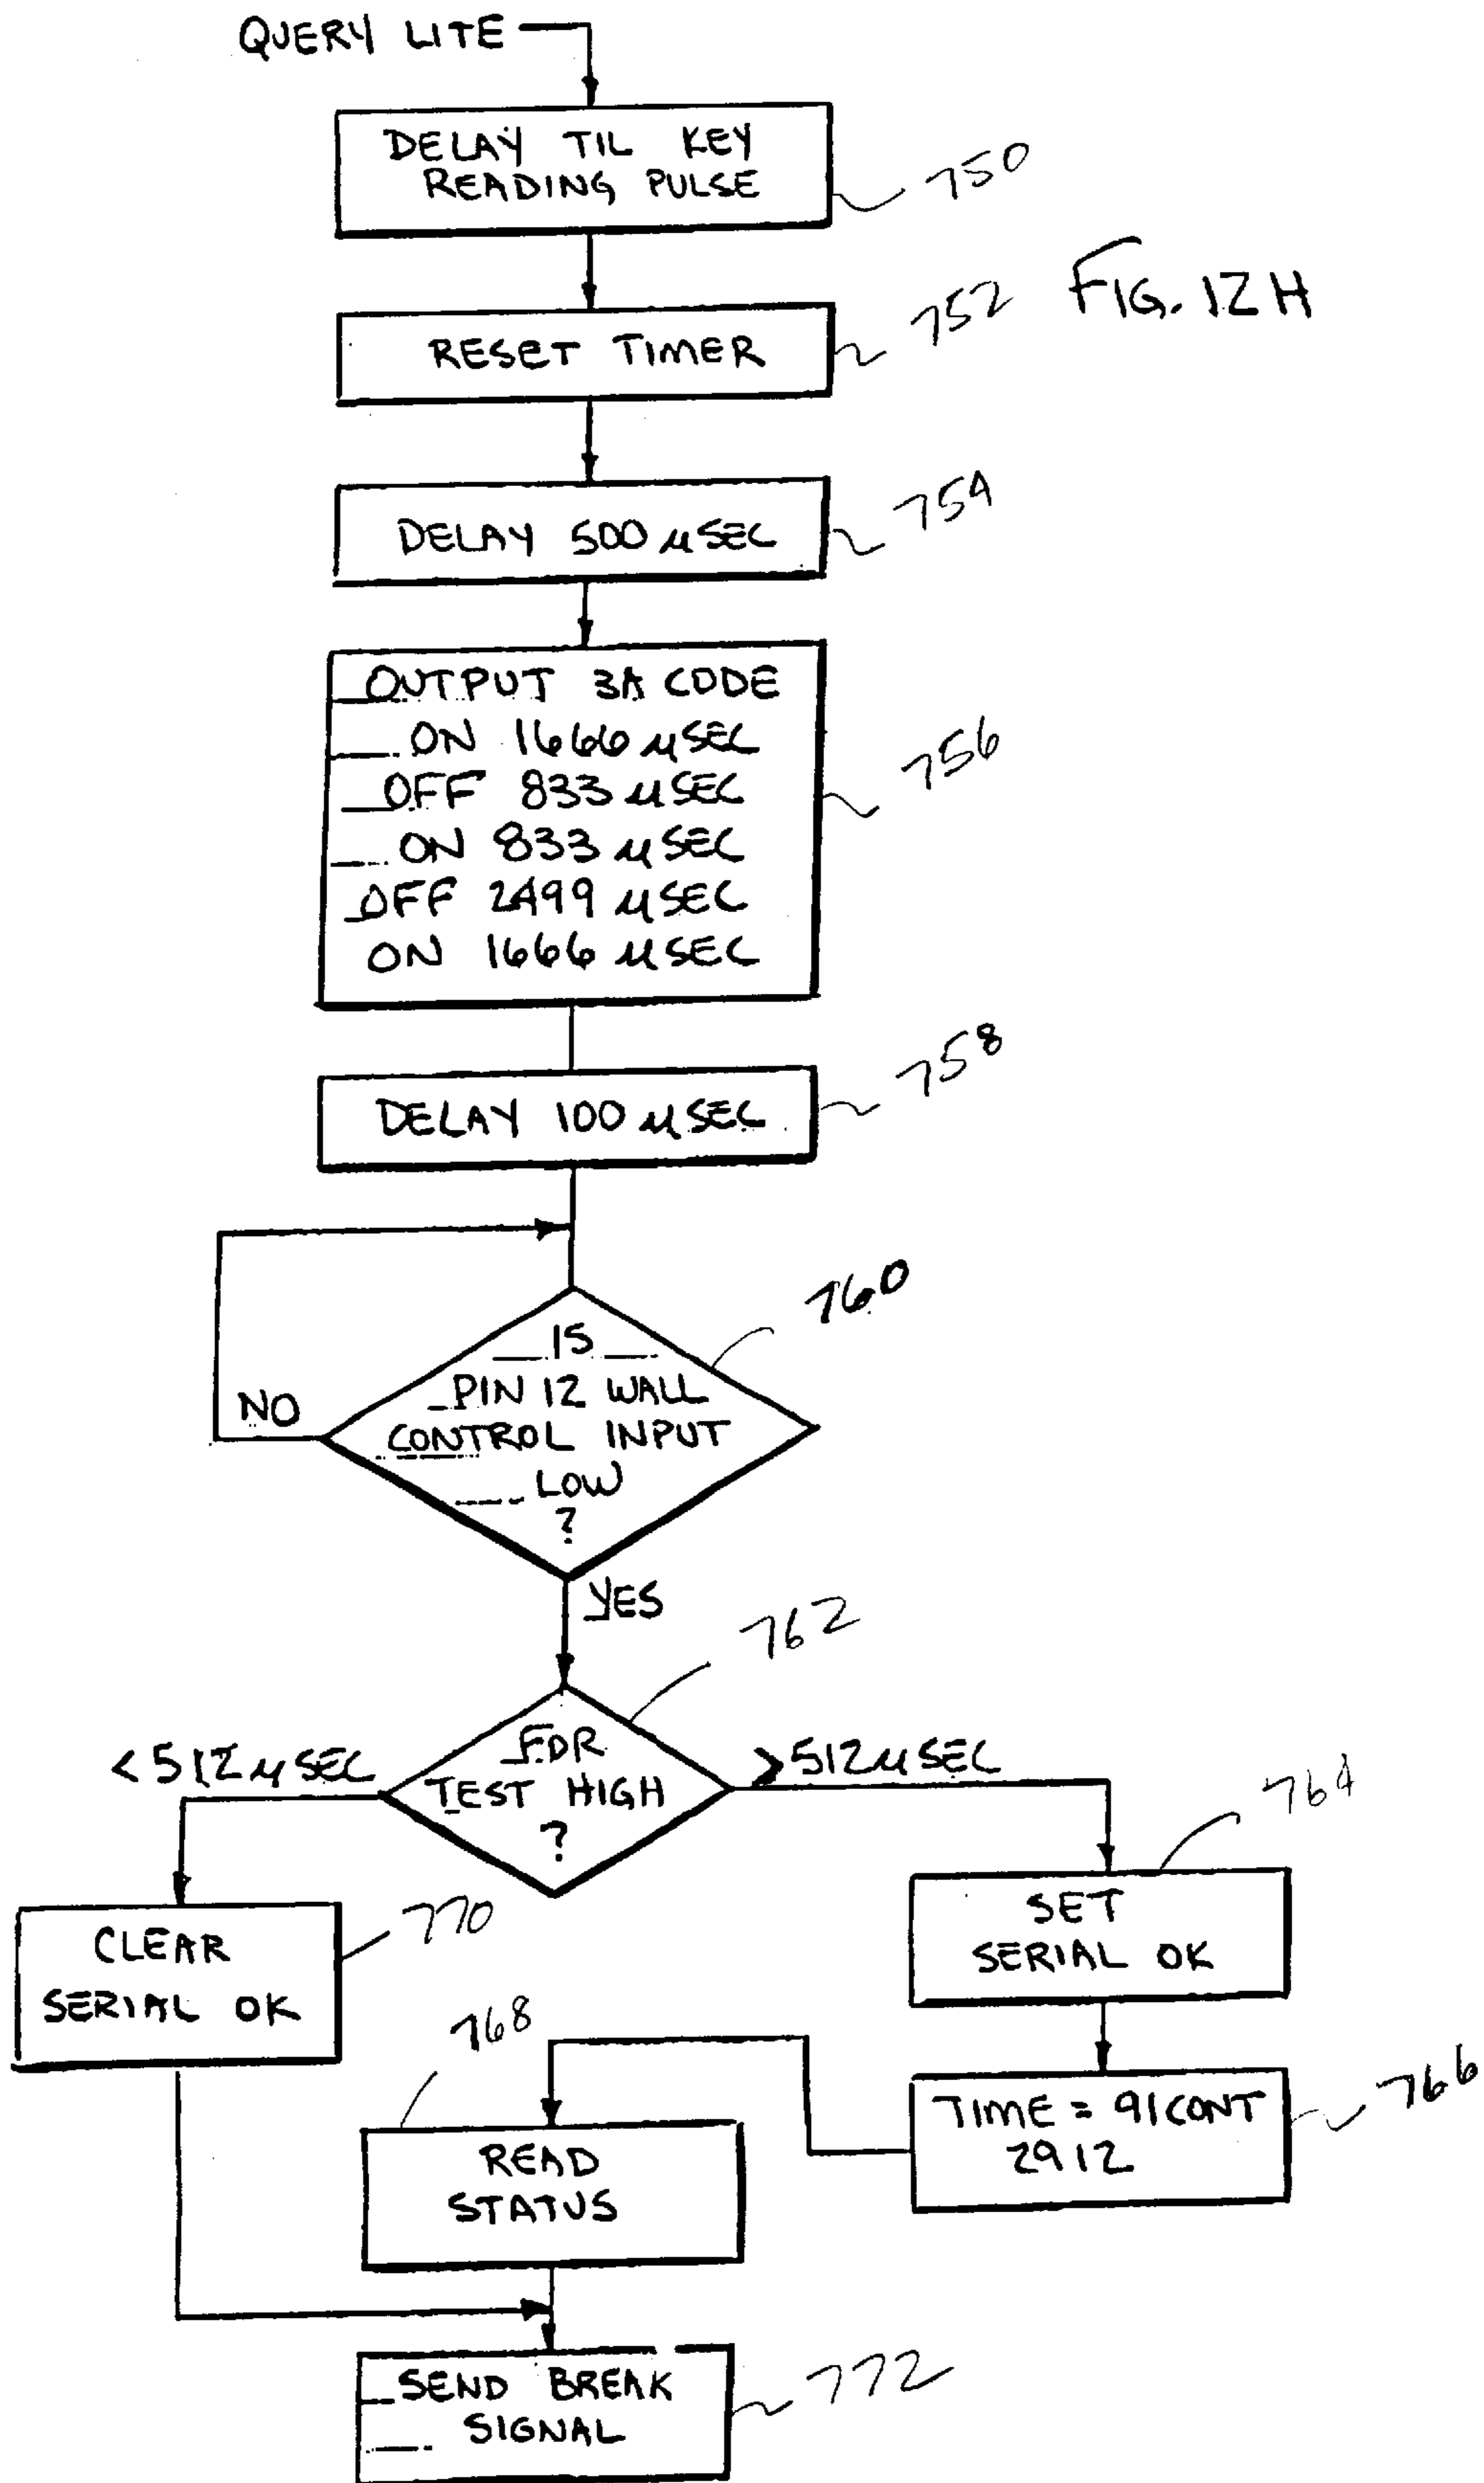 QUERY LITE
DELAY TIL KEY
READING PULSE
750
FIG. 12H
752
RESET TIMER
754
DELAY 500 μSEC
OUTPUT 3A CODE
ON 1666 μSEC
OFF 833 μSEC
ON 833 μSEC
OFF 2499 μSEC
ON 1666 μSEC
756
758
DELAY 100 μSEC
760
IS
PIN 12 WALL
CONTROL INPUT
LOW
?
NO
YES
762
<512 μSEC
FDR
TEST HIGH
?
>512 μSEC
764
SET
SERIAL OK
770
CLEAR
SERIAL OK
768
TIME = 91CONT
2912
766
READ
STATUS
SEND BREAK
SIGNAL
772